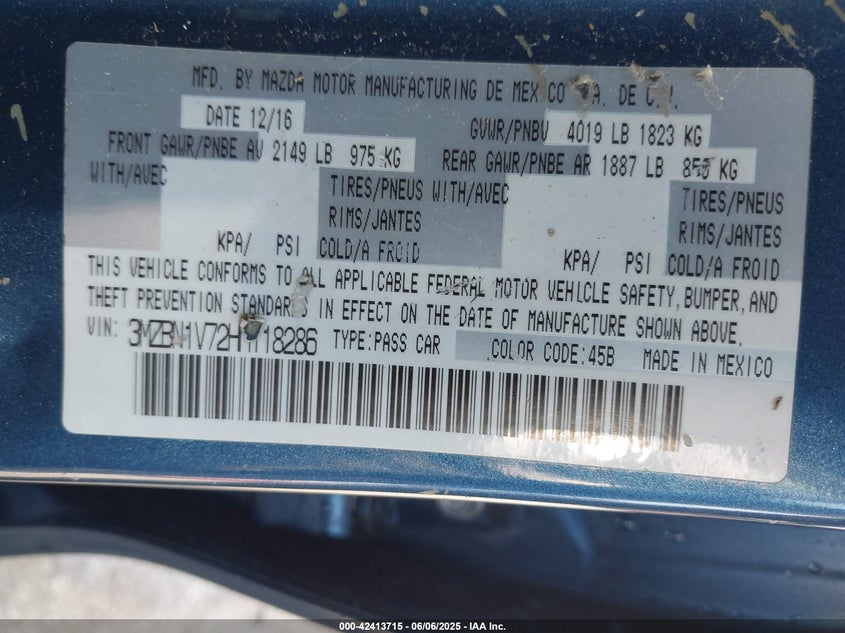 MFD. BY MAZDA MOTOR MANUFACTURING DE MEXICO DE
DATE 12/16
GVWR/PNBV 4019 LB 1823 KG
FRONT GAWR/PNBE AV 2149 LB 975 KG
REAR GAWR/PNBE AR 1887 LB KG
WITH/AVEC TIRES/PNEUS WITH/AVEC TIRES/PNEUS
RIMS/JANTES RIMS/JANTES
KPA/ PSI COLD/A FROID KPA/ PSI COLD/A FROID
THIS VEHICLE CONFORMS TO ALL APPLICABLE FEDERAL MOTOR VEHICLE SAFETY, BUMPER, AND
THEFT PREVENTION STANDARDS IN EFFECT ON THE DATE OF MANUFACTURE SHOWN ABOVE.
VIN: TYPE:PASS CAR COLOR CODE:45B MADE IN MEXICO
000-42413715 - 06/06/2025 - IAA Inc.